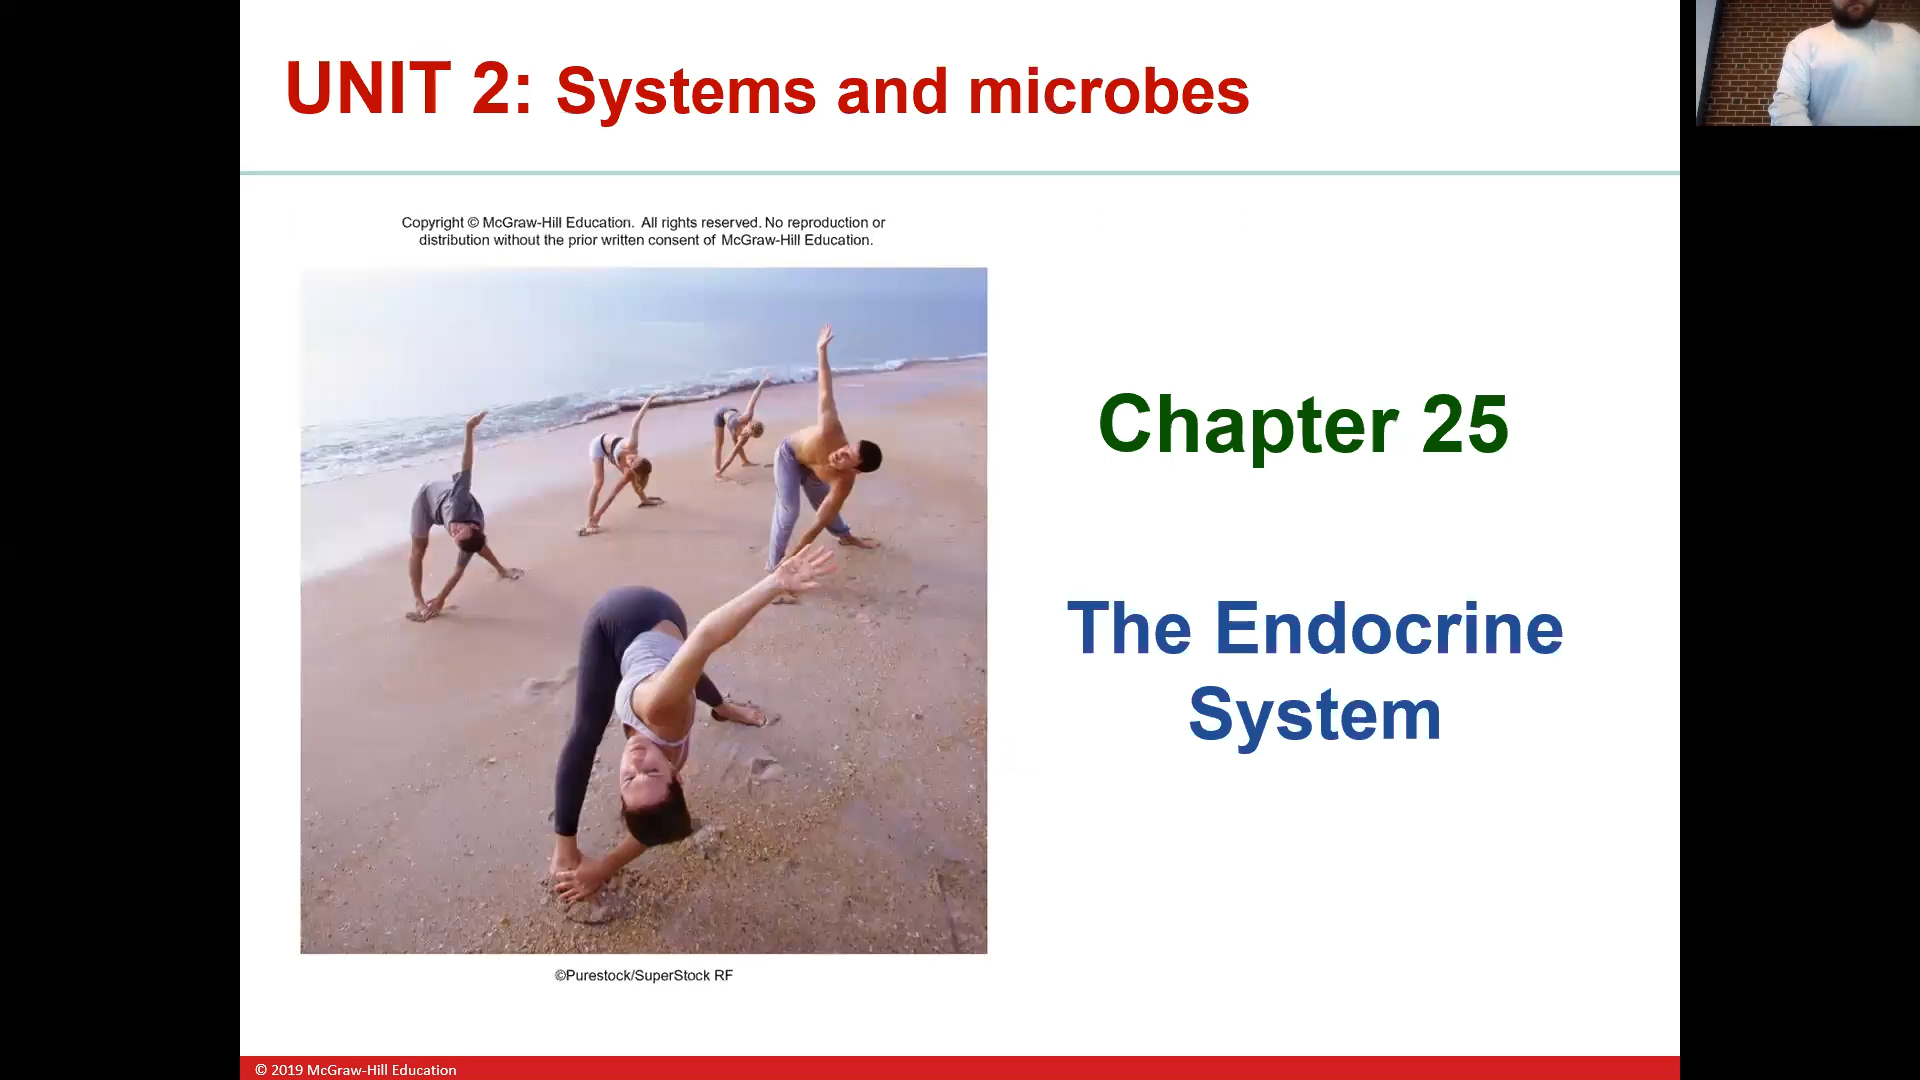 UNIT 2: Systems and microbes
Copyright © McGraw-Hill Education. All rights reserved. No reproduction or
distribution without the prior written consent of McGraw-Hill Education.
Chapter 25
The Endocrine
System
©Purestock/SuperStock RF
© 2019 McGraw-Hill Education